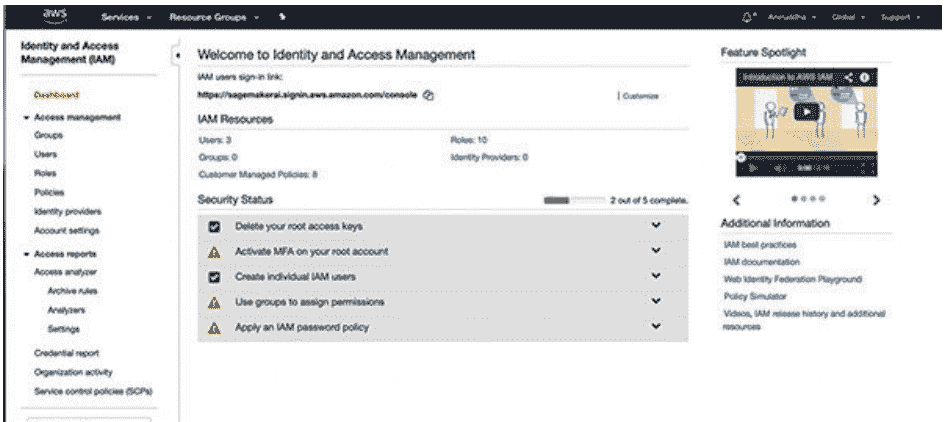 aws
Services
Resource Groups
Anirudhha
Global
Support
Identity and Access
Management (IAM)
Dashboard
Access management
Groups
Users
Roles
Policies
Identity providers
Account settings
Access reports
Access analyzer
Archive rules
Analyzers
Settings
Credential report
Organization activity
Service control policies (SCPs)
Welcome to Identity and Access Management
IAM users sign-in link:
https://sagemakerai.signin.aws.amazon.com/console
Customize
IAM Resources
Users: 3
Roles: 10
Groups: 0
Identity Providers: 0
Customer Managed Policies: 8
Security Status
2 out of 5 complete.
Delete your root access keys
Activate MFA on your root account
Create individual IAM users
Use groups to assign permissions
Apply an IAM password policy
Feature Spotlight
Introduction to AWS IAM
Additional Information
IAM best practices
IAM documentation
Web Identity Federation Playground
Policy Simulator
Videos, IAM release history and additional
resources